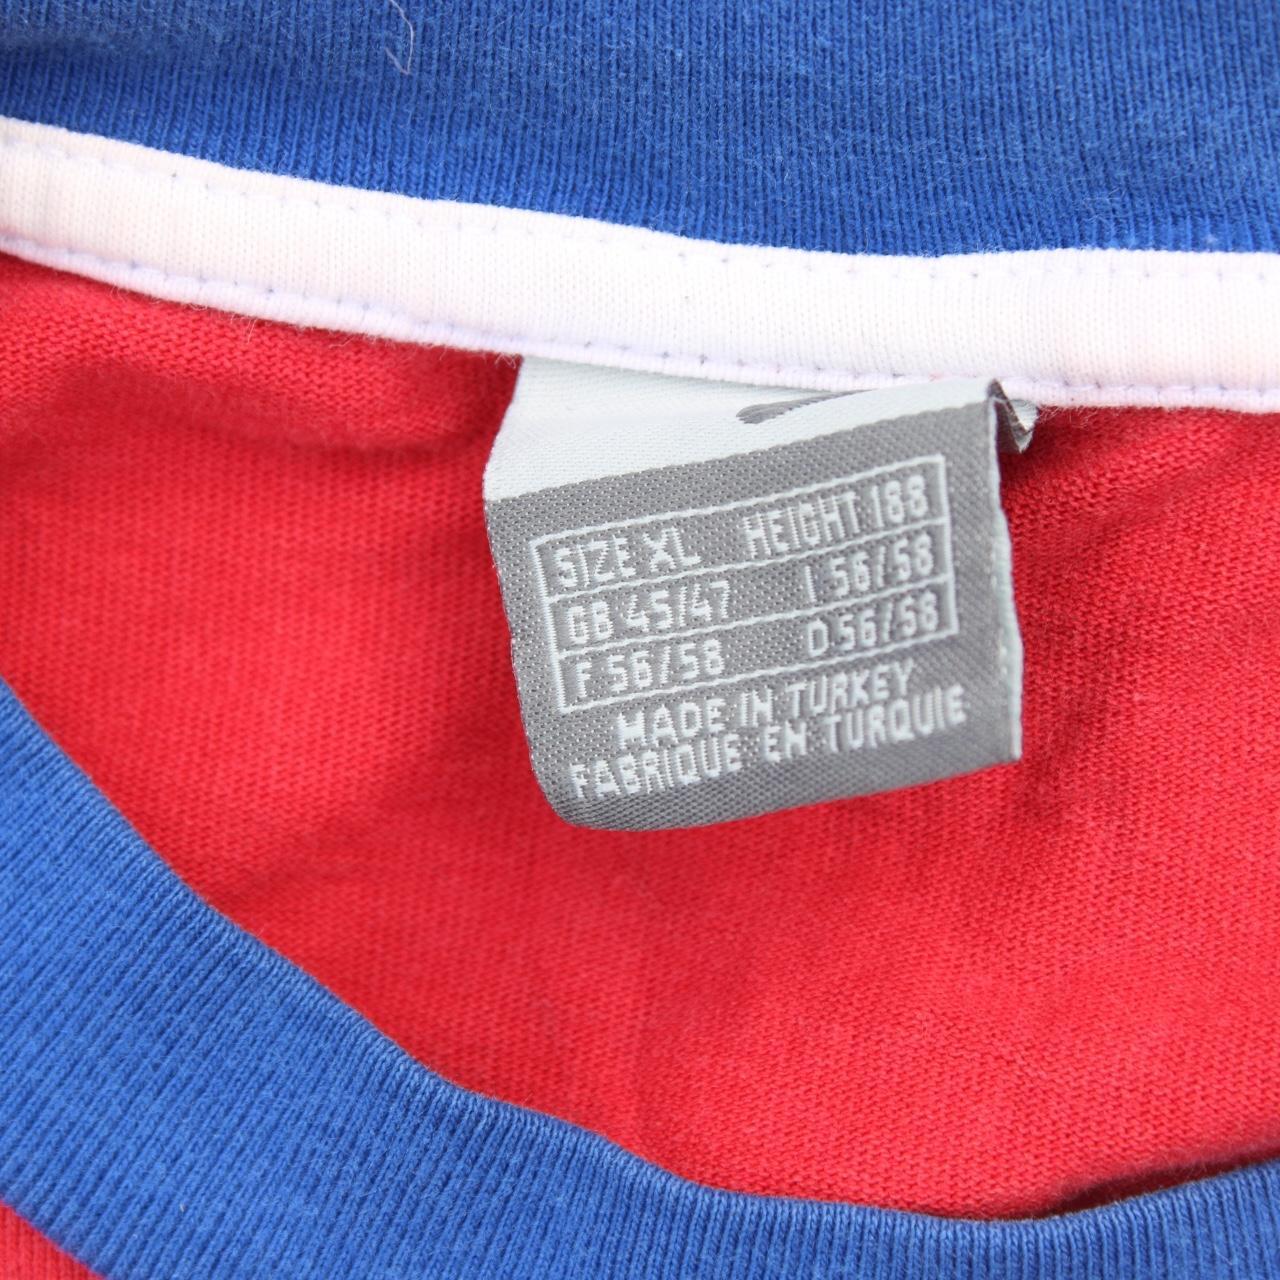 SIZE XL HEIGHT 188
GB 45/47 I 56/58
F 56/58 D 56/58
MADE IN TURKEY
FABRIQUE EN TURQUIE